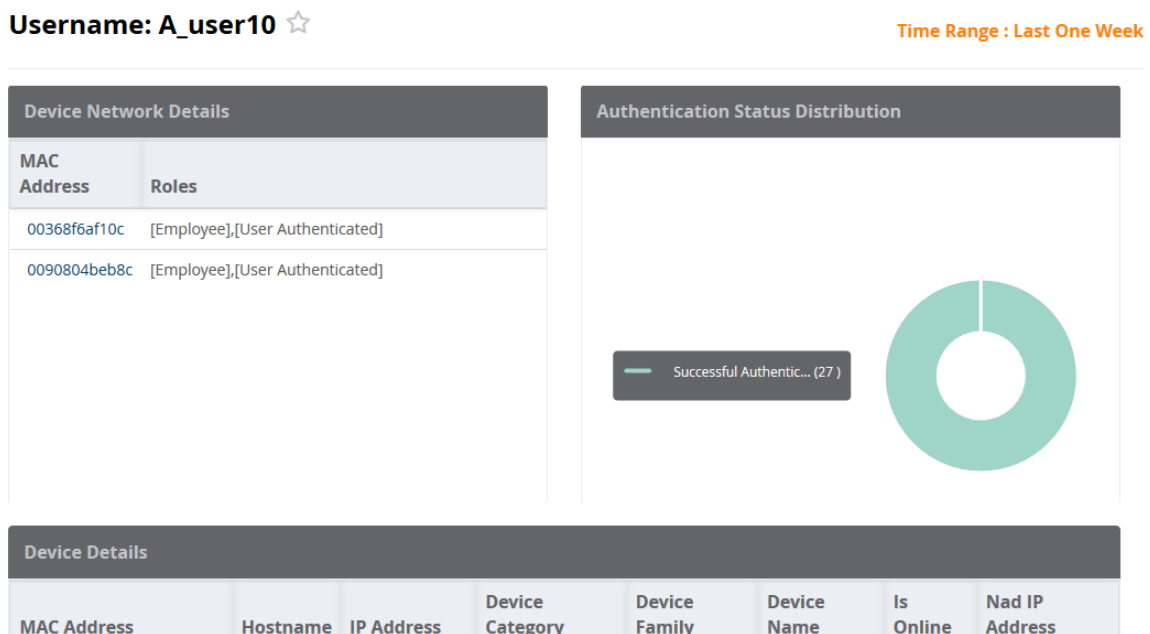 Username: A_user10
Time Range : Last One Week
Device Network Details
MAC
Address
Roles
00368f6af10c [Employee],[User Authenticated]
0090804beb8c [Employee],[User Authenticated]
Authentication Status Distribution
Successful Authentic... (27 )
Device Details
MAC Address
Hostname
IP Address
Device
Category
Device
Family
Device
Name
Is
Online
Nad IP
Address